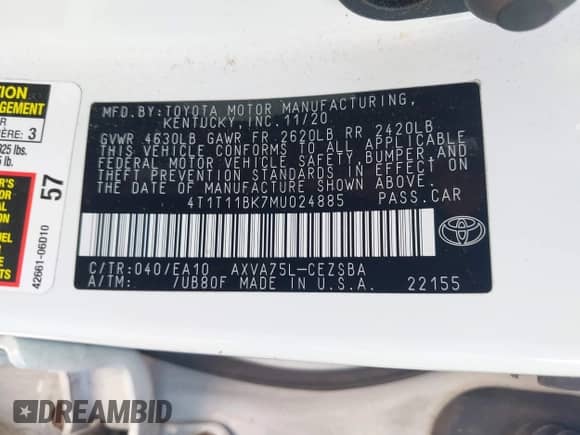 MFD.BY:TOYOTA MOTOR MANUFACTURING,
KENTUCKY, INC. 11/20
GVWR 4630LB GAWR FR 2620LB RR 2420LB
THIS VEHICLE CONFORMS TO ALL APPLICABLE
FEDERAL MOTOR VEHICLE SAFETY, BUMPER, AND
THEFT PREVENTION STANDARDS IN EFFECT ON
THE DATE OF MANUFACTURE SHOWN ABOVE.
4T1T11BK7MU024885 PASS.CAR
C/TR:040/EA10 AXVA75L-CEZSBA
A/TM: /UB80F MADE IN U.S.A. 22155
TOYOTA
3
lb.
57
42661-06D10
DREAMBID